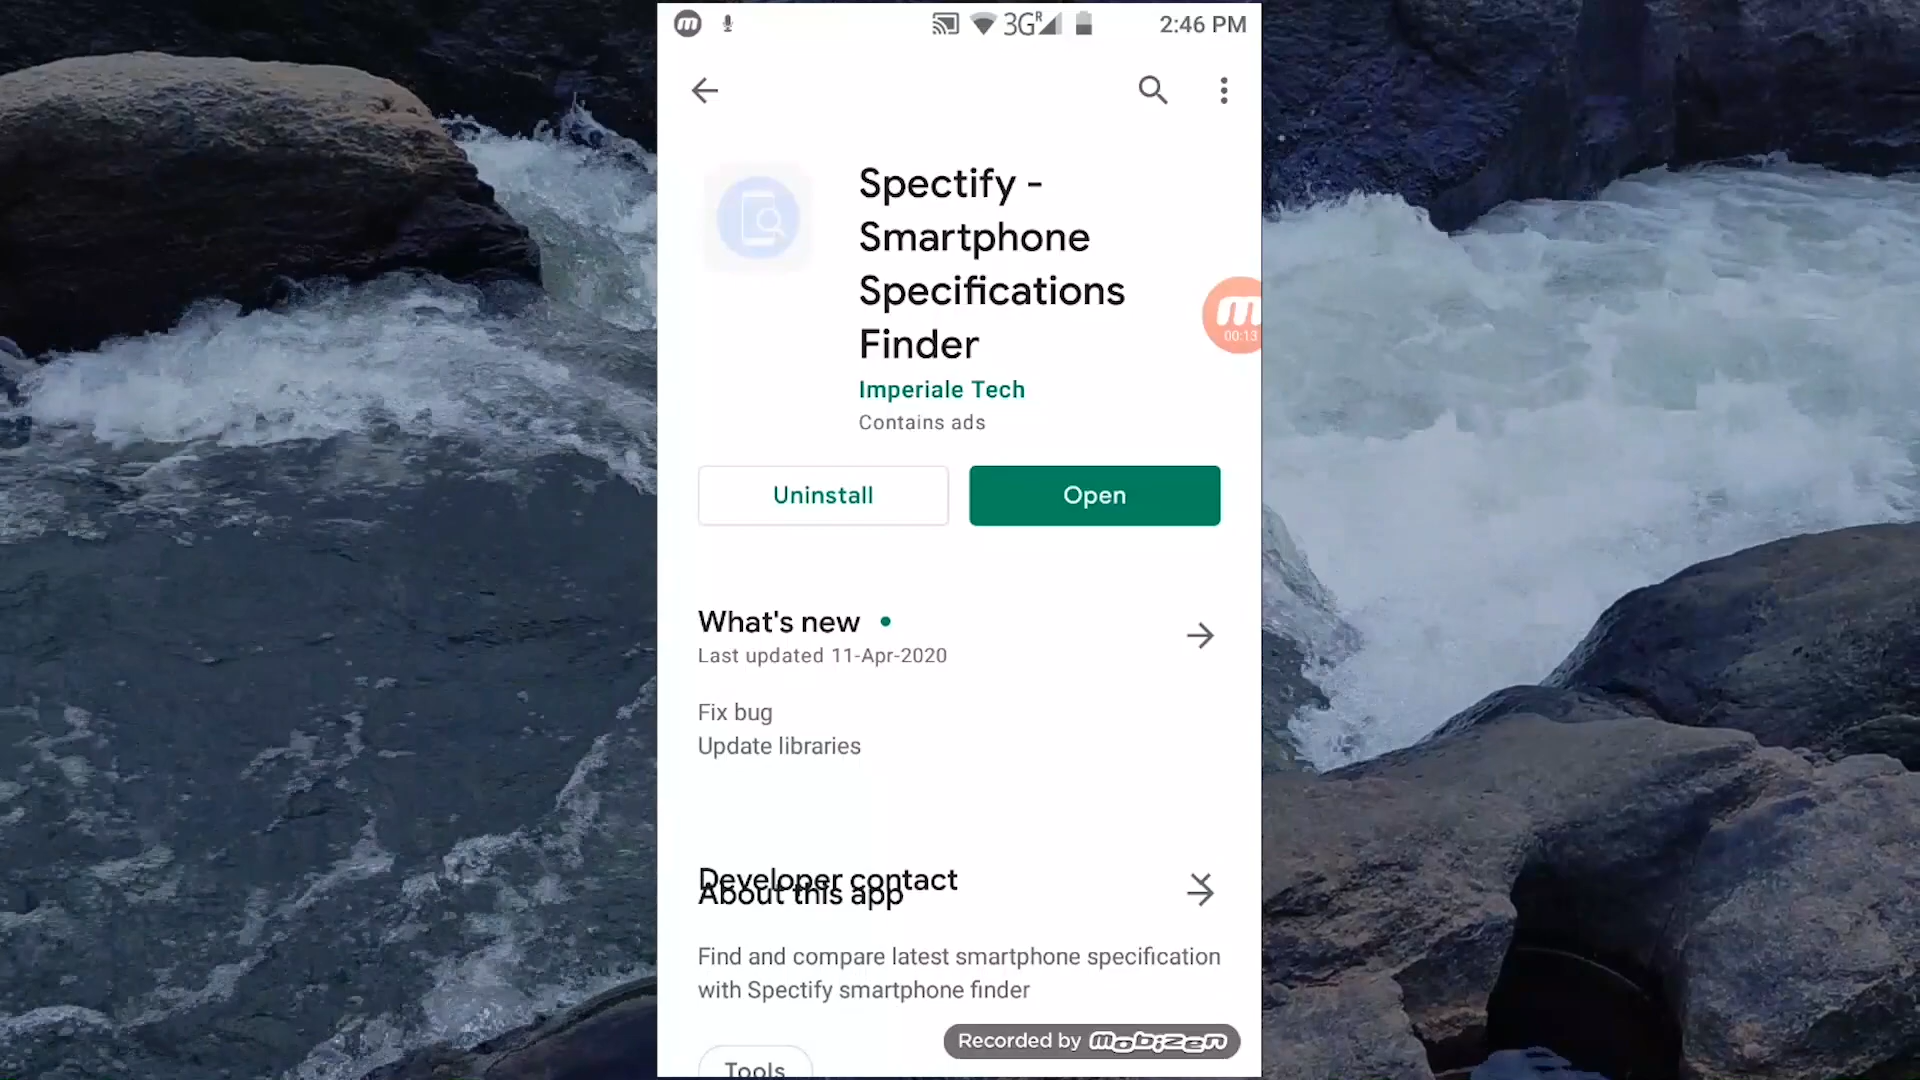 3G R 2:46 PM
Spectify -
Smartphone
Specifications
Finder
Imperiale Tech
Contains ads
00:13
Uninstall
Open
What's new
Last updated 11-Apr-2020
Fix bug
Update libraries
Developer contact
About this app
Find and compare latest smartphone specification
with Spectify smartphone finder
Recorded by mobizen
Tools